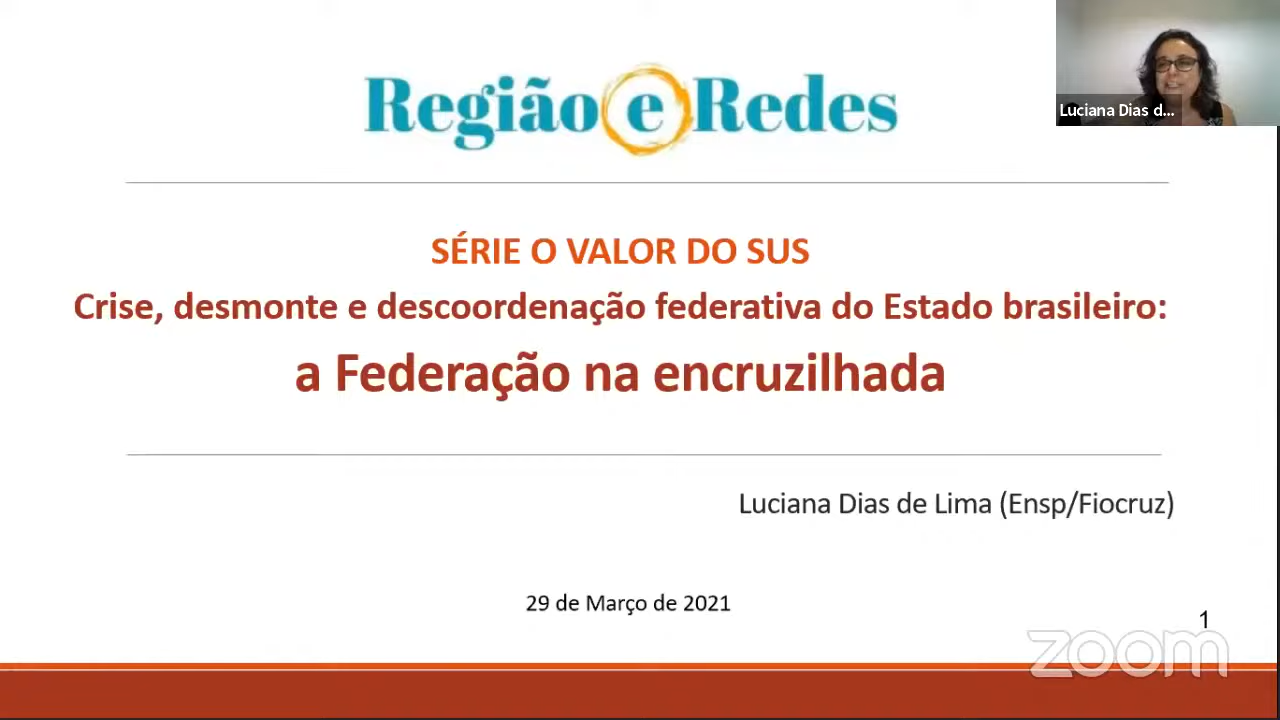 Região e Redes
Luciana Dias d...
SÉRIE O VALOR DO SUS
Crise, desmonte e descoordenação federativa do Estado brasileiro:
a Federação na encruzilhada
Luciana Dias de Lima (Ensp/Fiocruz)
29 de Março de 2021
1
zoom